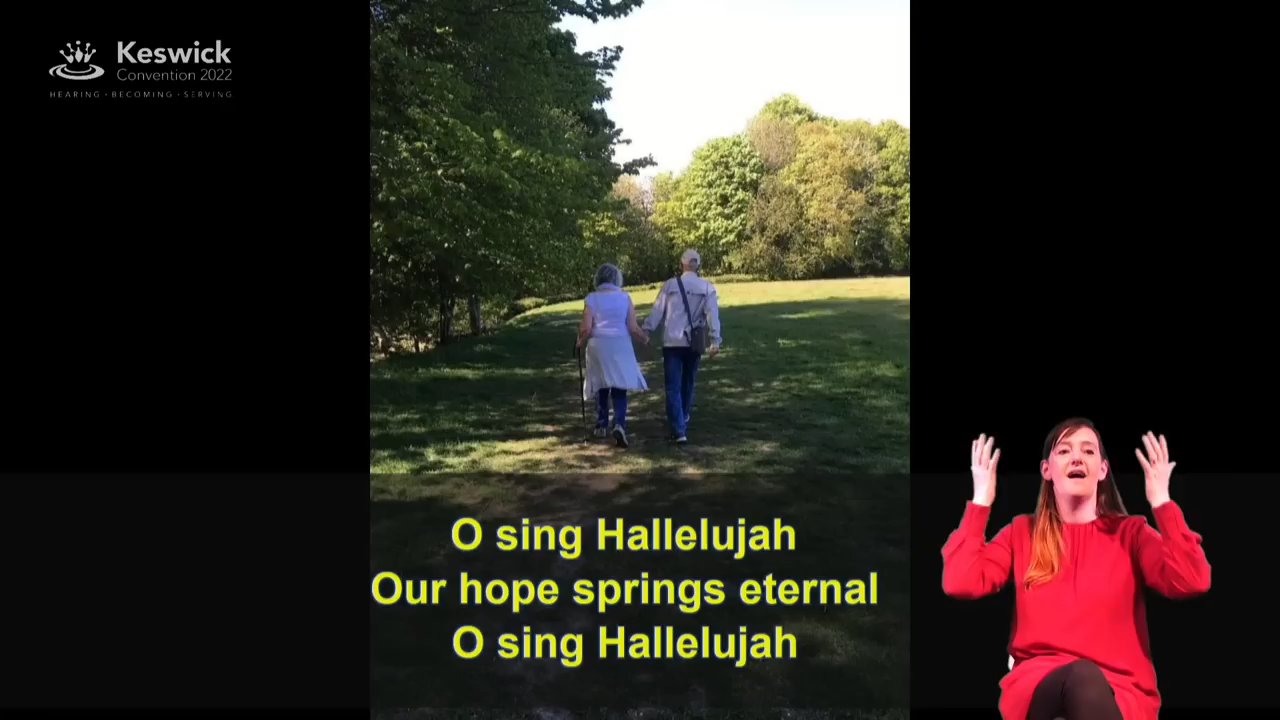 Keswick
Convention 2022
HEARING · BECOMING · SERVING
O sing Hallelujah
Our hope springs eternal
O sing Hallelujah